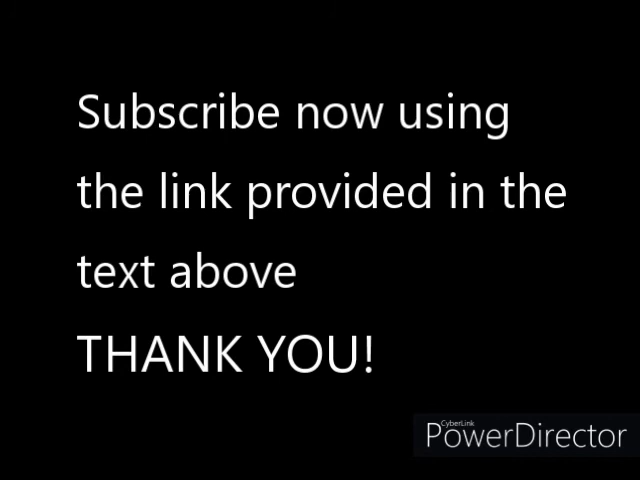 Subscribe now using
the link provided in the
text above
THANK YOU!
CyberLink
PowerDirector